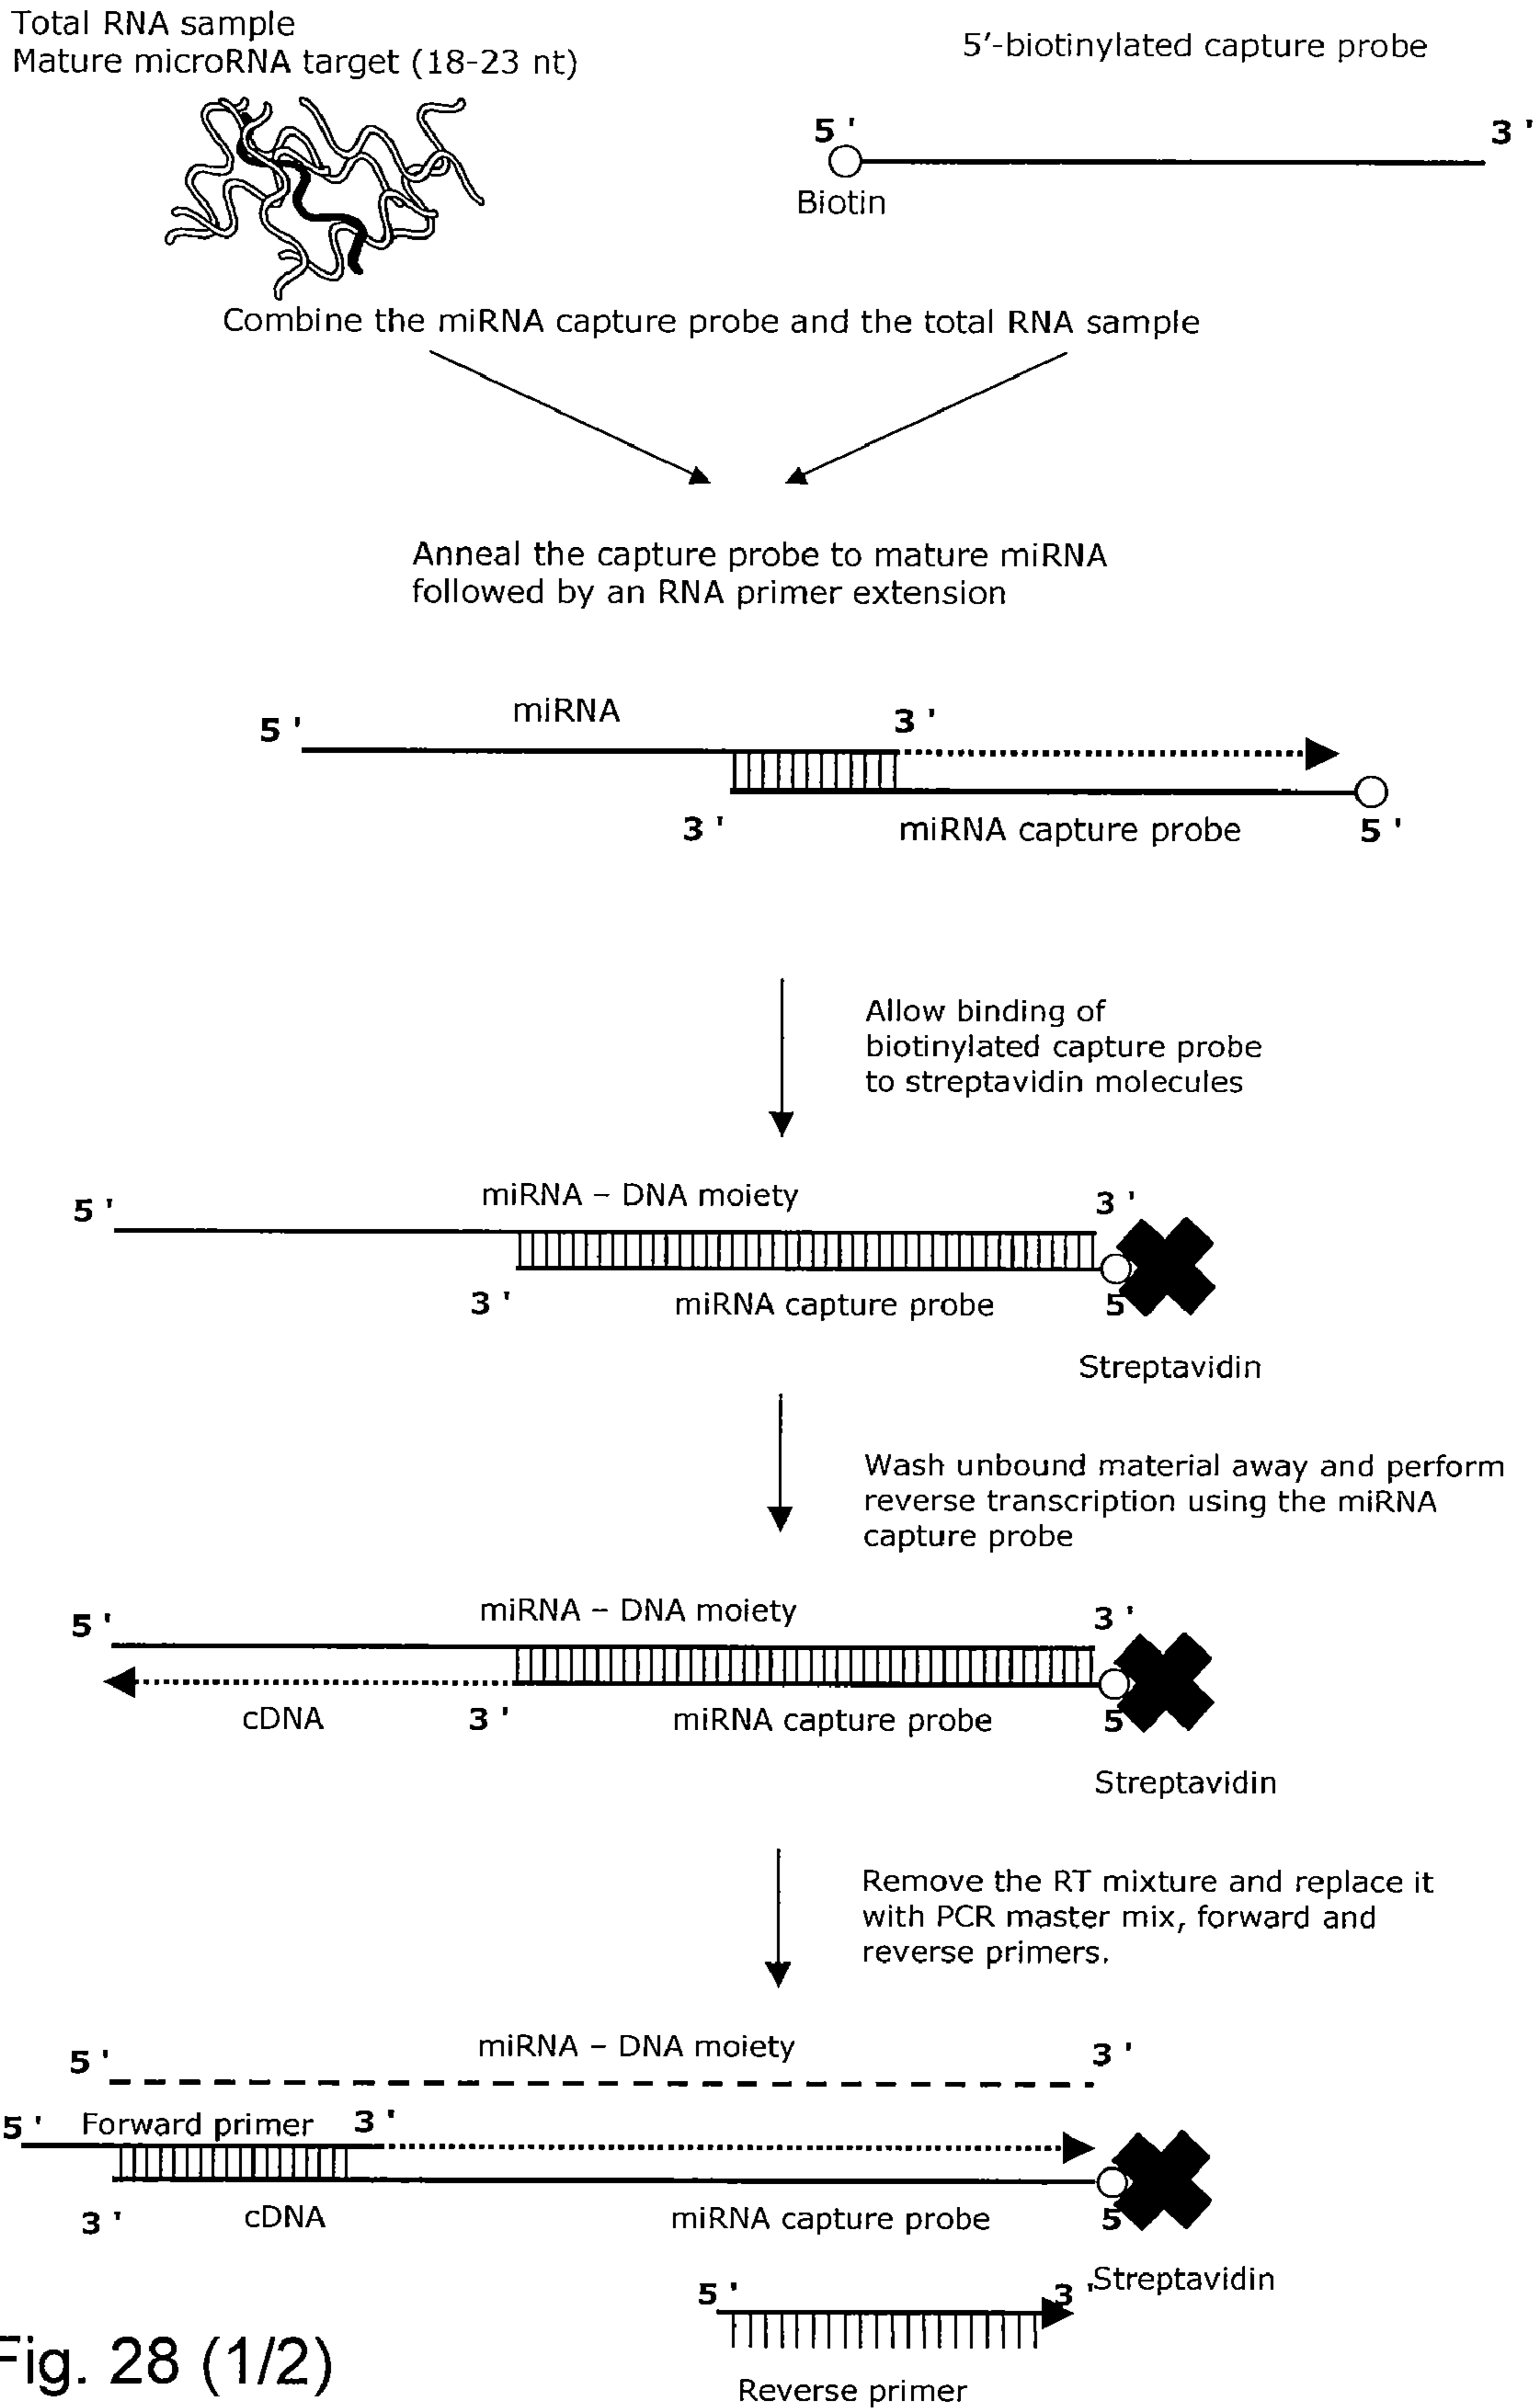 Total RNA sample
Mature microRNA target (18-23 nt)
5'-biotinylated capture probe
5 '
3 '
Biotin
Combine the miRNA capture probe and the total RNA sample
Anneal the capture probe to mature miRNA
followed by an RNA primer extension
5 '
miRNA
3 '
3 '
miRNA capture probe
5 '
Allow binding of
biotinylated capture probe
to streptavidin molecules
5 '
miRNA – DNA moiety
3 '
3 '
miRNA capture probe
5
Streptavidin
Wash unbound material away and perform
reverse transcription using the miRNA
capture probe
5 '
miRNA – DNA moiety
3 '
cDNA
3 '
miRNA capture probe
5
Streptavidin
Remove the RT mixture and replace it
with PCR master mix, forward and
reverse primers.
5 '
miRNA – DNA moiety
3 '
5 '
Forward primer
3 '
3 '
cDNA
miRNA capture probe
5
Streptavidin
5 '
3 '
Reverse primer
Fig. 28 (1/2)